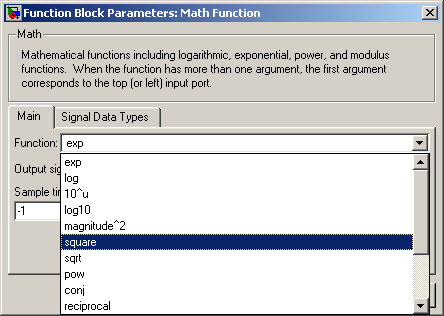 Function Block Parameters: Math Function
Math
Mathematical functions including logarithmic, exponential, power, and modulus
functions. When the function has more than one argument, the first argument
corresponds to the top (or left) input port.
Main Signal Data Types
Function: exp
exp
Output sig
log
Sample tim
10^u
-1
log10
magnitude^2
square
sqrt
pow
conj
reciprocal